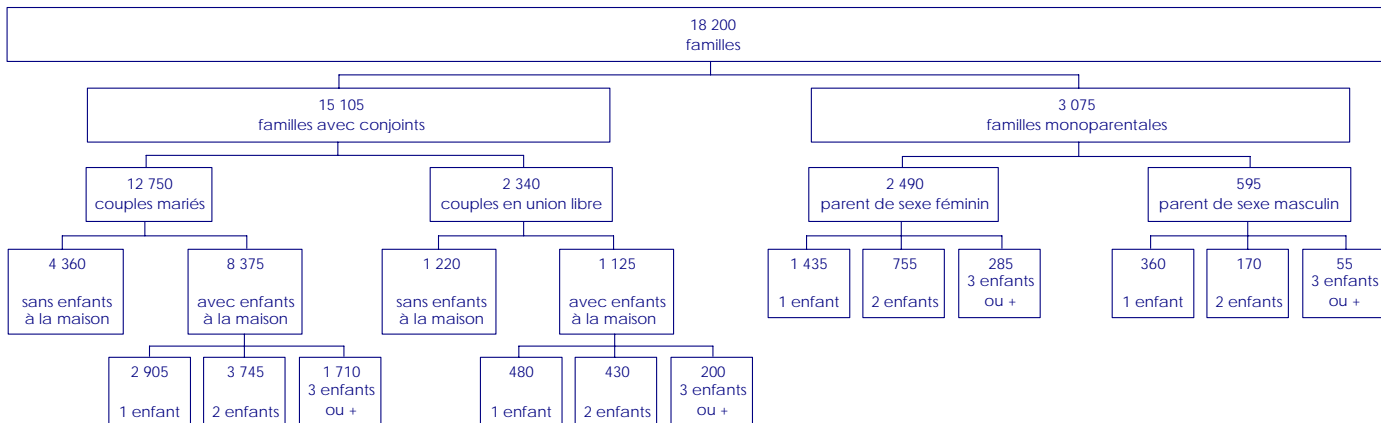 18 200
familles
15 105
familles avec conjoints
3 075
familles monoparentales
12 750
couples mariés
2 340
couples en union libre
2 490
parent de sexe féminin
595
parent de sexe masculin
4 360
sans enfants
à la maison
8 375
avec enfants
à la maison
1 220
sans enfants
à la maison
1 125
avec enfants
à la maison
1 435
1 enfant
755
2 enfants
285
3 enfants
ou +
360
1 enfant
170
2 enfants
55
3 enfants
ou +
2 905
1 enfant
3 745
2 enfants
1 710
3 enfants
ou +
480
1 enfant
430
2 enfants
200
3 enfants
ou +